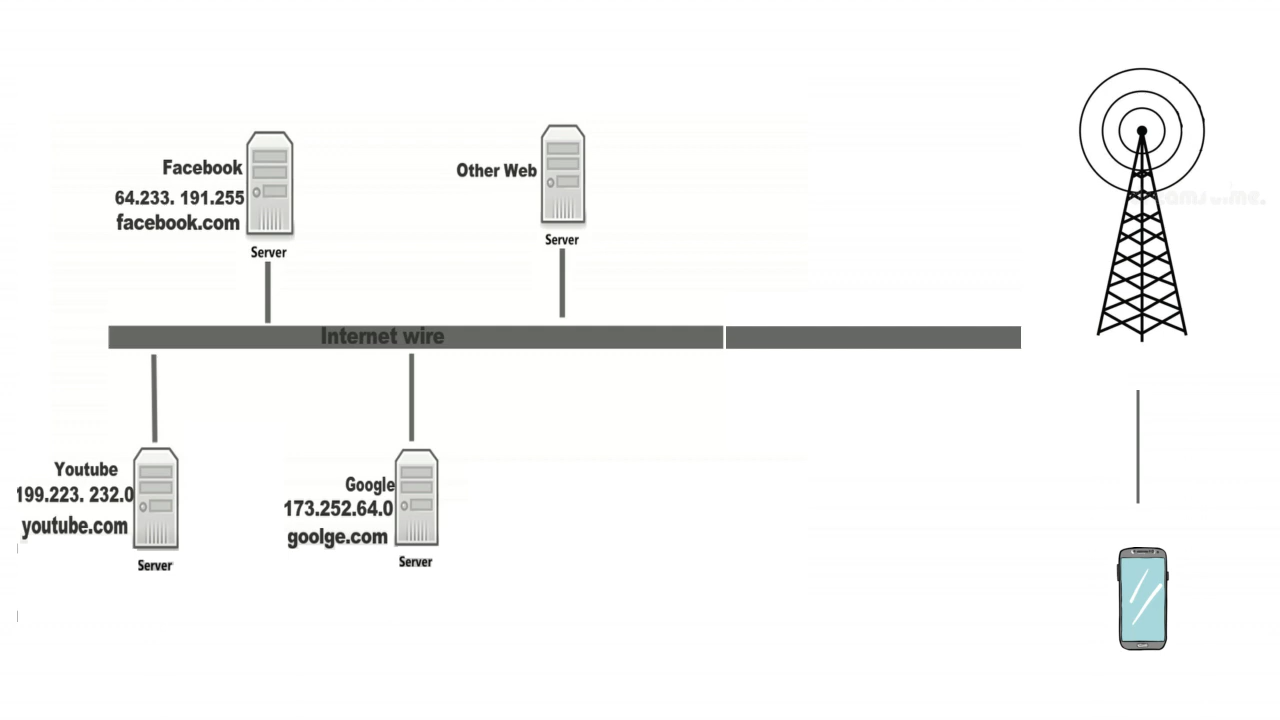 Facebook
64.233. 191.255
facebook.com
Server
Other Web
Server
Internet wire
Youtube
199.223. 232.0
youtube.com
Server
Google
173.252.64.0
goolge.com
Server